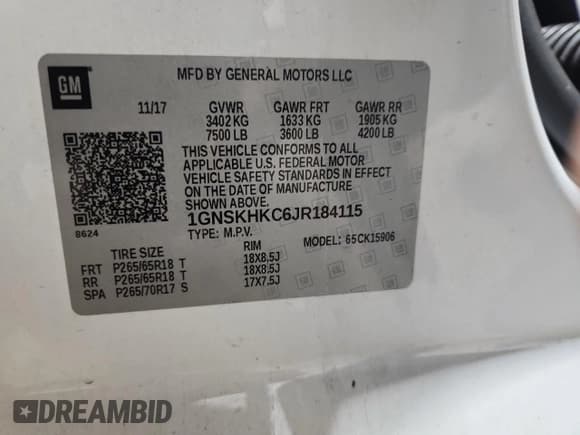 GM
MFD BY GENERAL MOTORS LLC
11/17 GVWR GAWR FRT GAWR RR
3402 KG 1633 KG 1905 KG
7500 LB 3600 LB 4200 LB
THIS VEHICLE CONFORMS TO ALL
APPLICABLE U.S. FEDERAL MOTOR
VEHICLE SAFETY STANDARDS IN EFFECT
ON THE DATE OF MANUFACTURE
SHOWN ABOVE.
8624
1GNSKHKC6JR184115
TYPE: M.P.V. MODEL: 65CK15906
TIRE SIZE RIM
FRT P265/65R18 T 18X8.5J
RR P265/65R18 T 18X8.5J
SPA P265/70R17 S 17X7.5J
DREAMBID